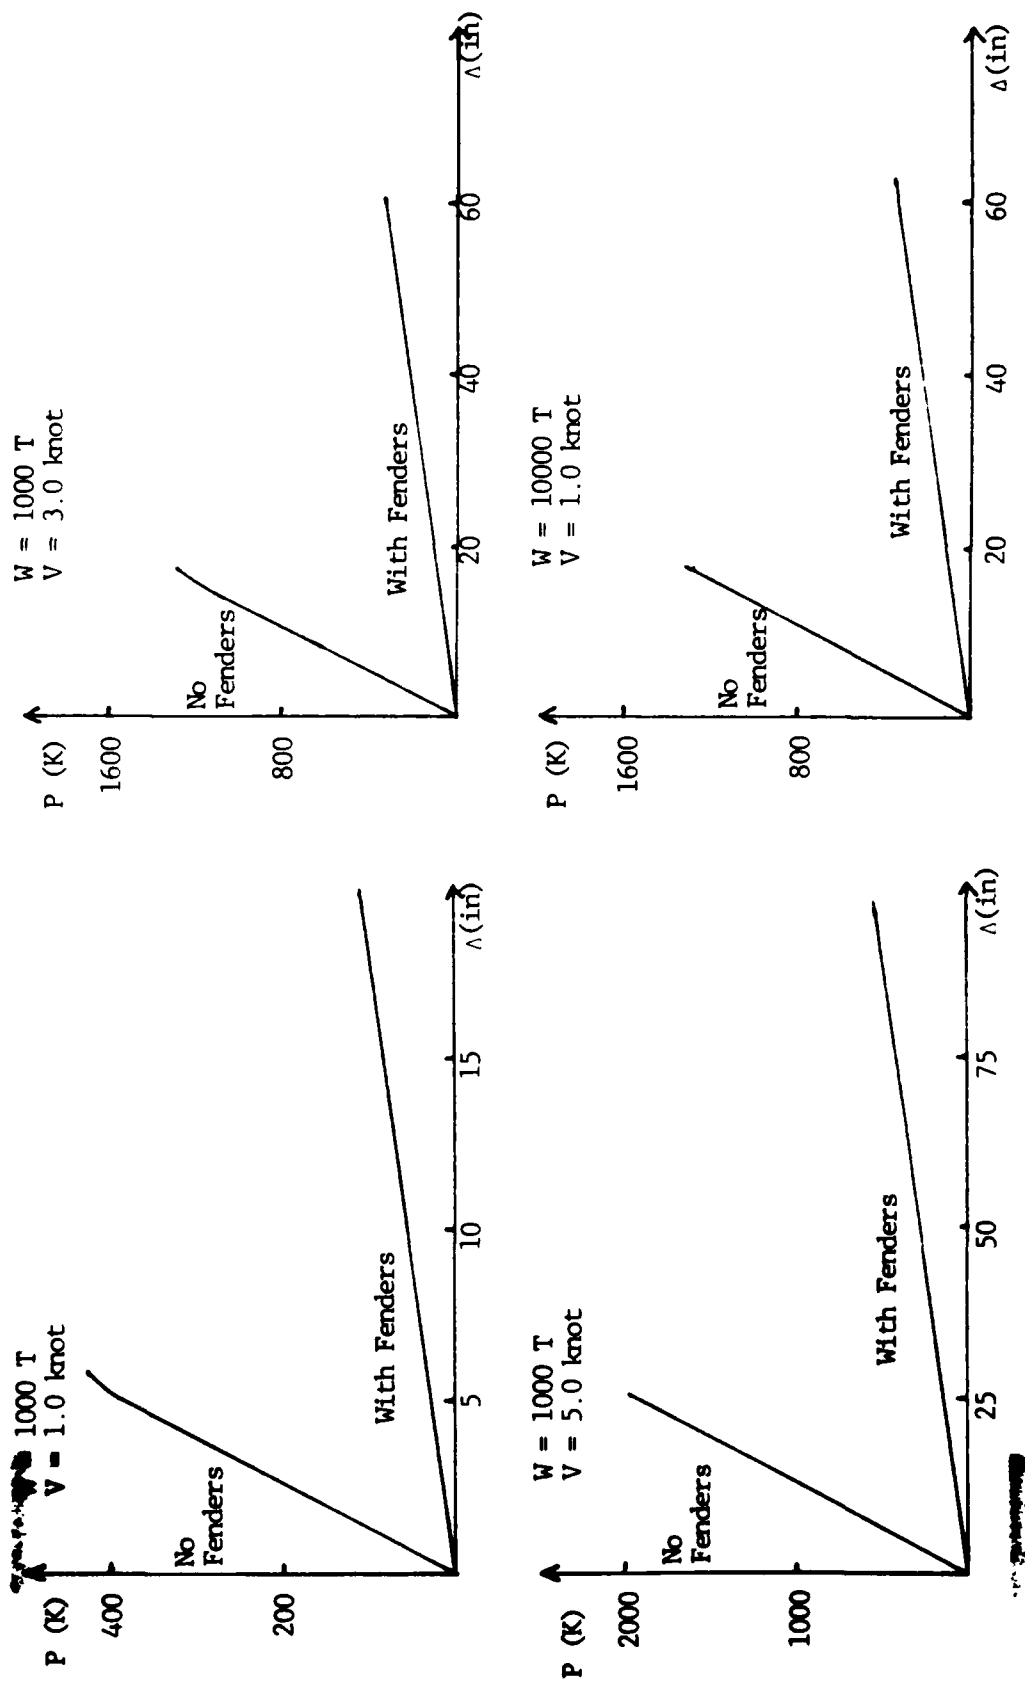 P (K)
W = 1000 T
V = 1.0 knot
400
No
Fenders
200
With Fenders
5
10
15
Λ(in)
P (K)
W = 1000 T
V = 3.0 knot
1600
No
Fenders
800
With Fenders
20
40
60
Λ(in)
P (K)
W = 1000 T
V = 5.0 knot
2000
No
Fenders
1000
With Fenders
25
50
75
Λ(in)
P (K)
W = 10000 T
V = 1.0 knot
1600
No
Fenders
800
With Fenders
20
40
60
Δ(in)